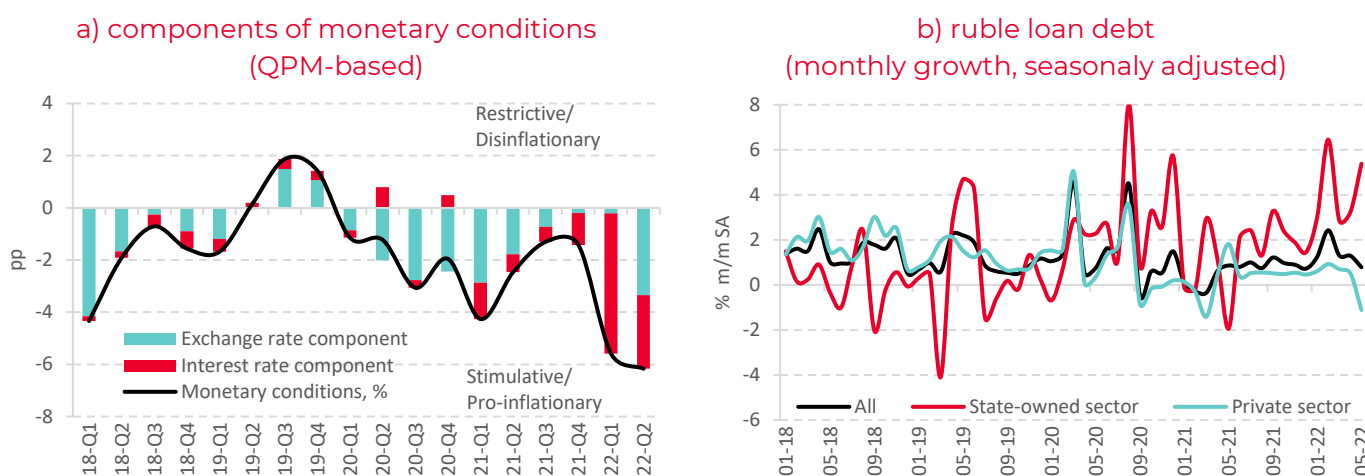 a) components of monetary conditions
(QPM-based)
4
2
0
-2
-4
-6
-8
pp
Restrictive/
Disinflationary
Exchange rate component
Interest rate component
Monetary conditions, %
Stimulative/
Pro-inflationary
18-Q1
18-Q2
18-Q3
18-Q4
19-Q1
19-Q2
19-Q3
19-Q4
20-Q1
20-Q2
20-Q3
20-Q4
21-Q1
21-Q2
21-Q3
21-Q4
22-Q1
22-Q2
b) ruble loan debt
(monthly growth, seasonaly adjusted)
8
6
4
2
0
-2
-4
-6
% m/m SA
All
State-owned sector
Private sector
01-18
05-18
09-18
01-19
05-19
09-19
01-20
05-20
09-20
01-21
05-21
09-21
01-22
05-22